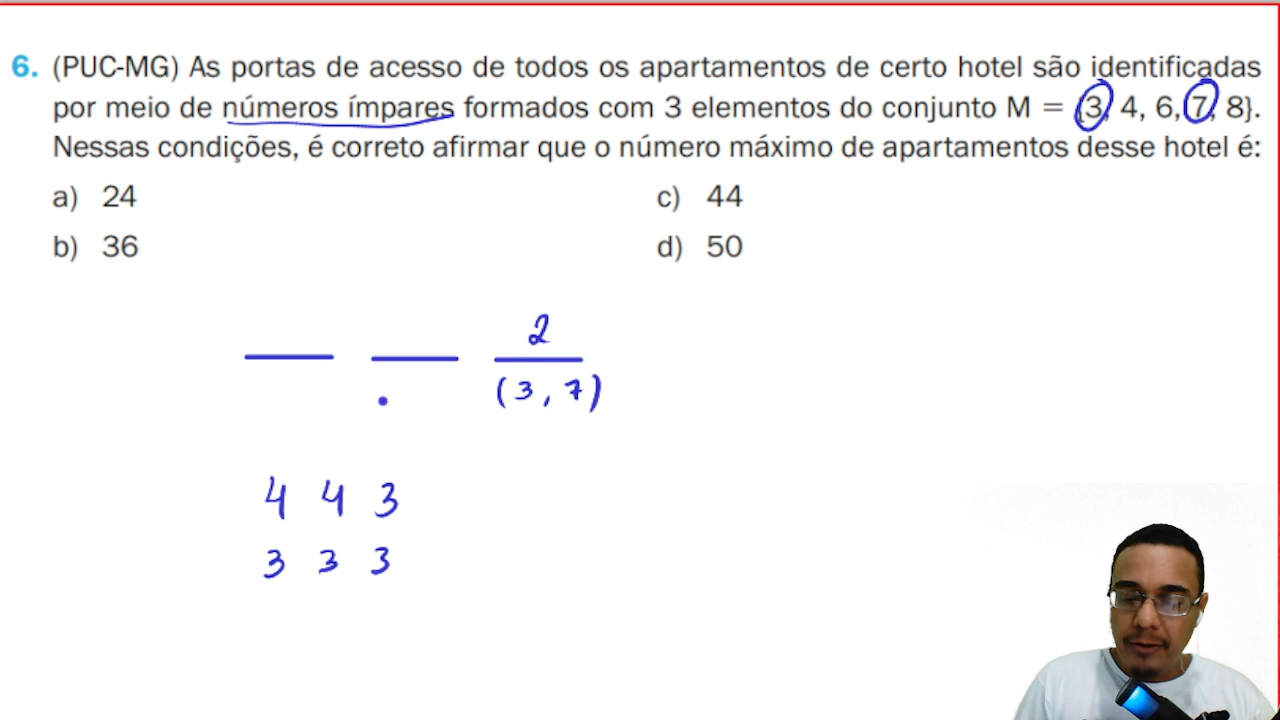 6. (PUC-MG) As portas de acesso de todos os apartamentos de certo hotel são identificadas
por meio de números ímpares formados com 3 elementos do conjunto M = {3, 4, 6, 7, 8}.
Nessas condições, é correto afirmar que o número máximo de apartamentos desse hotel é:
a) 24
c) 44
b) 36
d) 50
2
(3, 7)
4 4 3
3 3 3